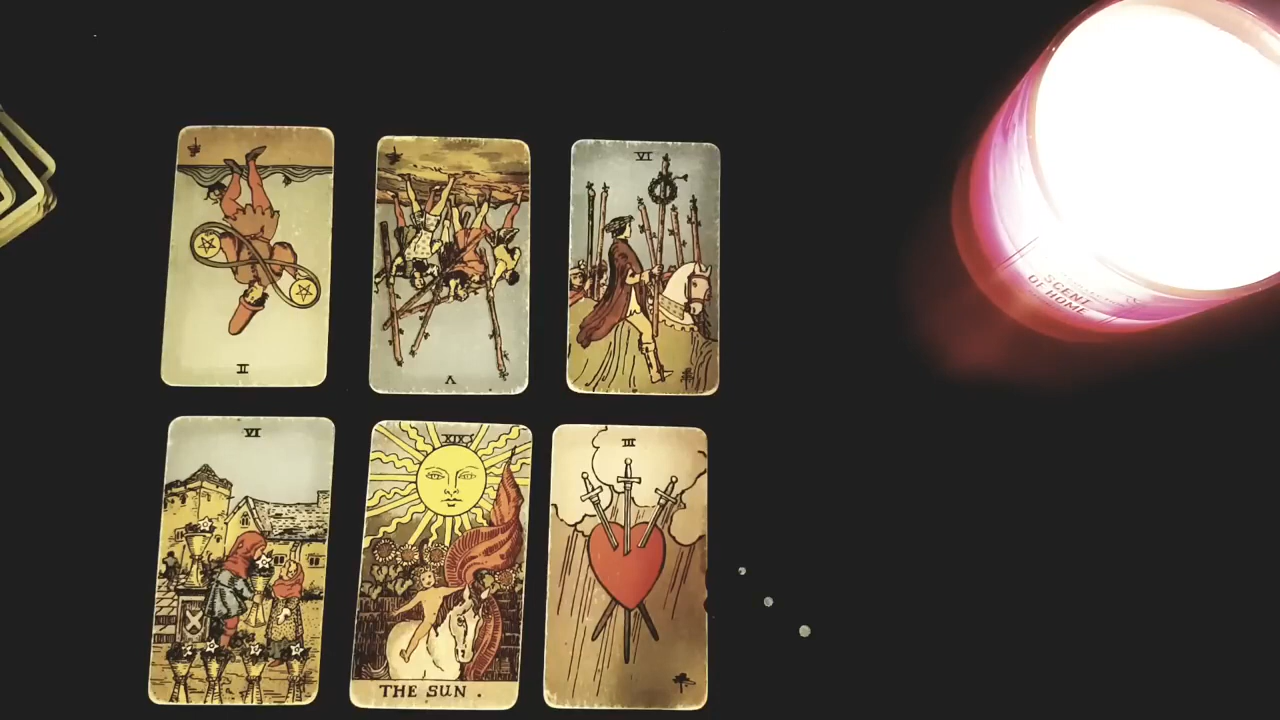 VI
II
V
VI
XIX
III
THE SUN .
SCENT
OF HOME